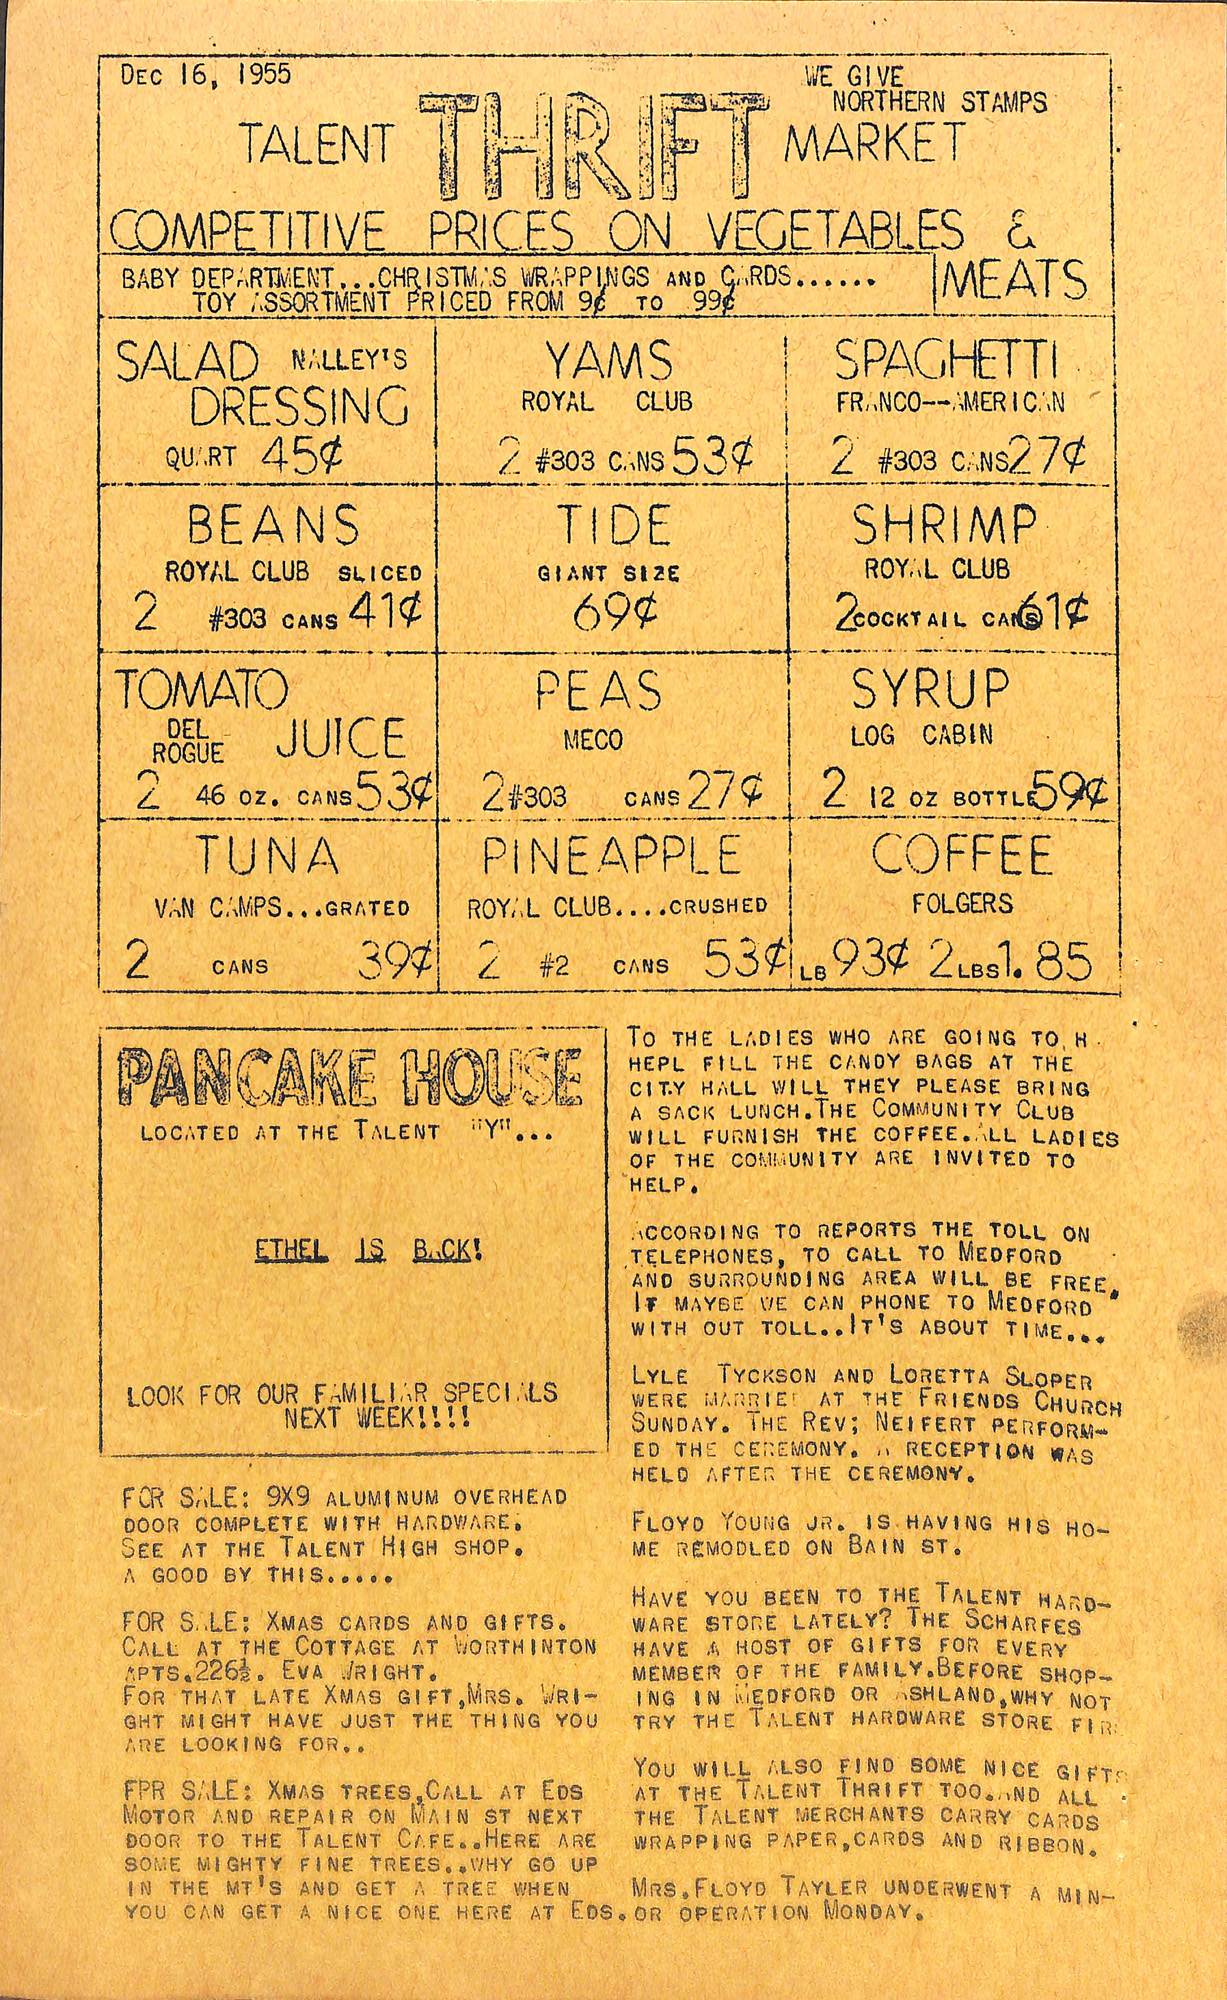 DEC 16, 1955
WE GIVE
NORTHERN STAMPS
TALENT THRIFT MARKET
COMPETITIVE PRICES ON VEGETABLES &
MEATS
BABY DEPARTMENT...CHRISTMAS WRAPPINGS AND CARDS......
TOY ASSORTMENT PRICED FROM 9¢ TO 99¢
SALAD NALLEY'S
DRESSING
QUART 45¢
YAMS
ROYAL CLUB
2 #303 CANS 53¢
SPAGHETTI
FRANCO--AMERICAN
2 #303 CANS 27¢
BEANS
ROYAL CLUB SLICED
2 #303 CANS 41¢
TIDE
GIANT SIZE
69¢
SHRIMP
ROYAL CLUB
2 COCKTAIL CANS 61¢
TOMATO
DEL
ROGUE JUICE
2 46 OZ. CANS 53¢
PEAS
MECO
2 #303 CANS 27¢
SYRUP
LOG CABIN
2 12 OZ BOTTLE 59¢
TUNA
VAN CAMPS...GRATED
2 CANS 39¢
PINEAPPLE
ROYAL CLUB....CRUSHED
2 #2 CANS 53¢
COFFEE
FOLGERS
LB 93¢ 2 LBS 1.85
PANCAKE HOUSE
LOCATED AT THE TALENT "Y"...
ETHEL IS BACK!
LOOK FOR OUR FAMILIAR SPECIALS
NEXT WEEK!!!!
FOR SALE: 9X9 ALUMINUM OVERHEAD
DOOR COMPLETE WITH HARDWARE.
SEE AT THE TALENT HIGH SHOP.
A GOOD BY THIS.....
FOR SALE: XMAS CARDS AND GIFTS.
CALL AT THE COTTAGE AT WORTHINTON
APTS.226½. EVA WRIGHT.
FOR THAT LATE XMAS GIFT,MRS. WRI-
GHT MIGHT HAVE JUST THE THING YOU
ARE LOOKING FOR..
FPR SALE: XMAS TREES,CALL AT EDS
MOTOR AND REPAIR ON MAIN ST NEXT
DOOR TO THE TALENT CAFE..HERE ARE
SOME MIGHTY FINE TREES..WHY GO UP
IN THE MT'S AND GET A TREE WHEN
YOU CAN GET A NICE ONE HERE AT EDS.
TO THE LADIES WHO ARE GOING TO H
HEPL FILL THE CANDY BAGS AT THE
CITY HALL WILL THEY PLEASE BRING
A SACK LUNCH.THE COMMUNITY CLUB
WILL FURNISH THE COFFEE.ALL LADIES
OF THE COMMUNITY ARE INVITED TO
HELP.
ACCORDING TO REPORTS THE TOLL ON
TELEPHONES, TO CALL TO MEDFORD
AND SURROUNDING AREA WILL BE FREE.
IT MAYBE WE CAN PHONE TO MEDFORD
WITH OUT TOLL..IT'S ABOUT TIME...
LYLE TYCKSON AND LORETTA SLOPER
WERE MARRIED AT THE FRIENDS CHURCH
SUNDAY. THE REV; NEIFERT PERFORM-
ED THE CEREMONY. A RECEPTION WAS
HELD AFTER THE CEREMONY.
FLOYD YOUNG JR. IS HAVING HIS HO-
ME REMODLED ON BAIN ST.
HAVE YOU BEEN TO THE TALENT HARD-
WARE STORE LATELY? THE SCHARFES
HAVE A HOST OF GIFTS FOR EVERY
MEMBER OF THE FAMILY.BEFORE SHOP-
ING IN MEDFORD OR ASHLAND,WHY NOT
TRY THE TALENT HARDWARE STORE FIR
YOU WILL ALSO FIND SOME NICE GIFTS
AT THE TALENT THRIFT TOO.AND ALL
THE TALENT MERCHANTS CARRY CARDS
WRAPPING PAPER,CARDS AND RIBBON.
MRS.FLOYD TAYLER UNDERWENT A MIN-
OR OPERATION MONDAY.